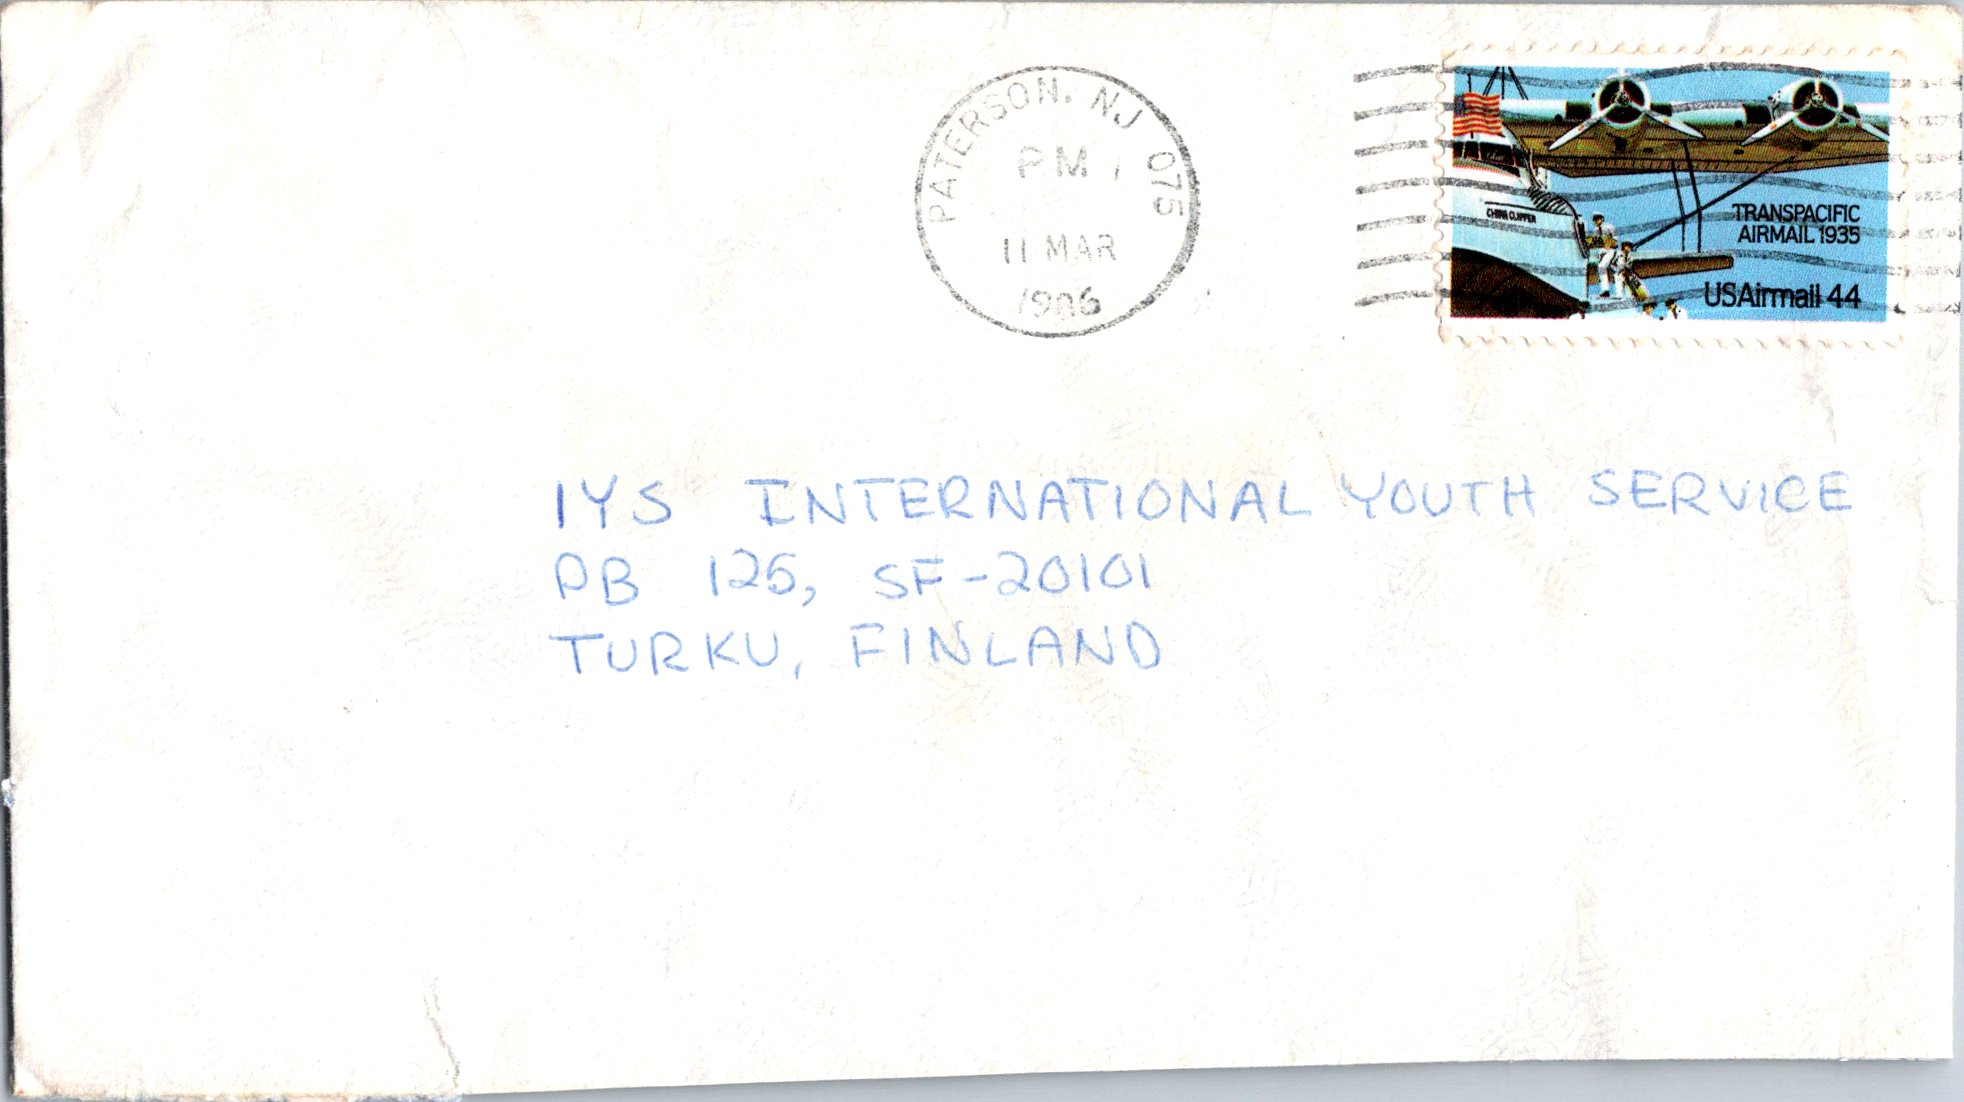 PATERSON, NJ 075
PM
11 MAR
1986
CHINA CLIPPER
TRANSPACIFIC
AIRMAIL 1935
USAirmail 44
IYS INTERNATIONAL YOUTH SERVICE
PB 125, SF-20101
TURKU, FINLAND